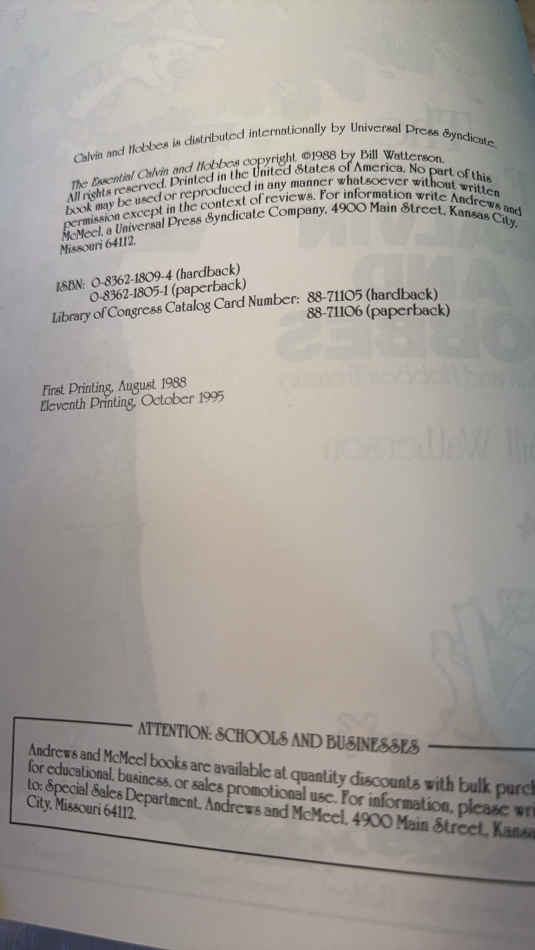 Calvin and Hobbes is distributed internationally by Universal Press Syndicate.
The Essential Calvin and Hobbes copyright ©1988 by Bill Watterson.
All rights reserved. Printed in the United States of America. No part of this
book may be used or reproduced in any manner whatsoever without written
permission except in the context of reviews. For information write Andrews and
McMeel, a Universal Press Syndicate Company, 4900 Main Street, Kansas City,
Missouri 64112.
ISBN: 0-8362-1809-4 (hardback)
0-8362-1805-1 (paperback)
Library of Congress Catalog Card Number: 88-71105 (hardback)
88-71106 (paperback)
First Printing, August 1988
Eleventh Printing, October 1995
ATTENTION: SCHOOLS AND BUSINESSES
Andrews and McMeel books are available at quantity discounts with bulk purch
for educational, business, or sales promotional use. For information, please wri
to: Special Sales Department, Andrews and McMeel, 4900 Main Street, Kansa
City, Missouri 64112.